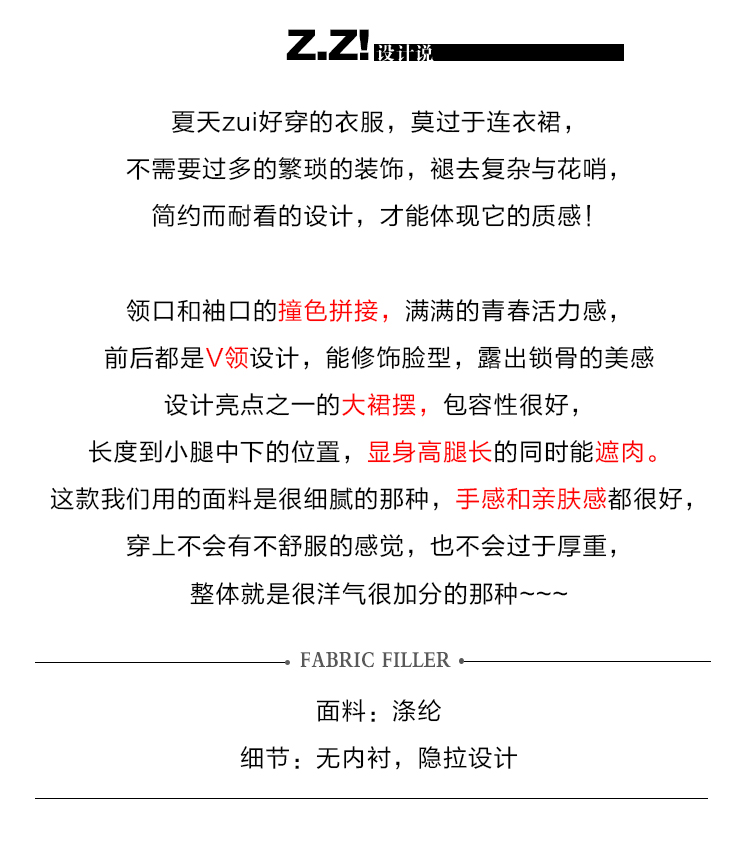 Z.Z!设计说
夏天zui好穿的衣服，莫过于连衣裙，
不需要过多的繁琐的装饰，褪去复杂与花哨，
简约而耐看的设计，才能体现它的质感！
领口和袖口的撞色拼接，满满的青春活力感，
前后都是V领设计，能修饰脸型，露出锁骨的美感
设计亮点之一的大裙摆，包容性很好，
长度到小腿中下的位置，显身高腿长的同时能遮肉。
这款我们用的面料是很细腻的那种，手感和亲肤感都很好，
穿上不会有不舒服的感觉，也不会过于厚重，
整体就是很洋气很加分的那种~~~
FABRIC FILLER
面料：涤纶
细节：无内衬，隐拉设计